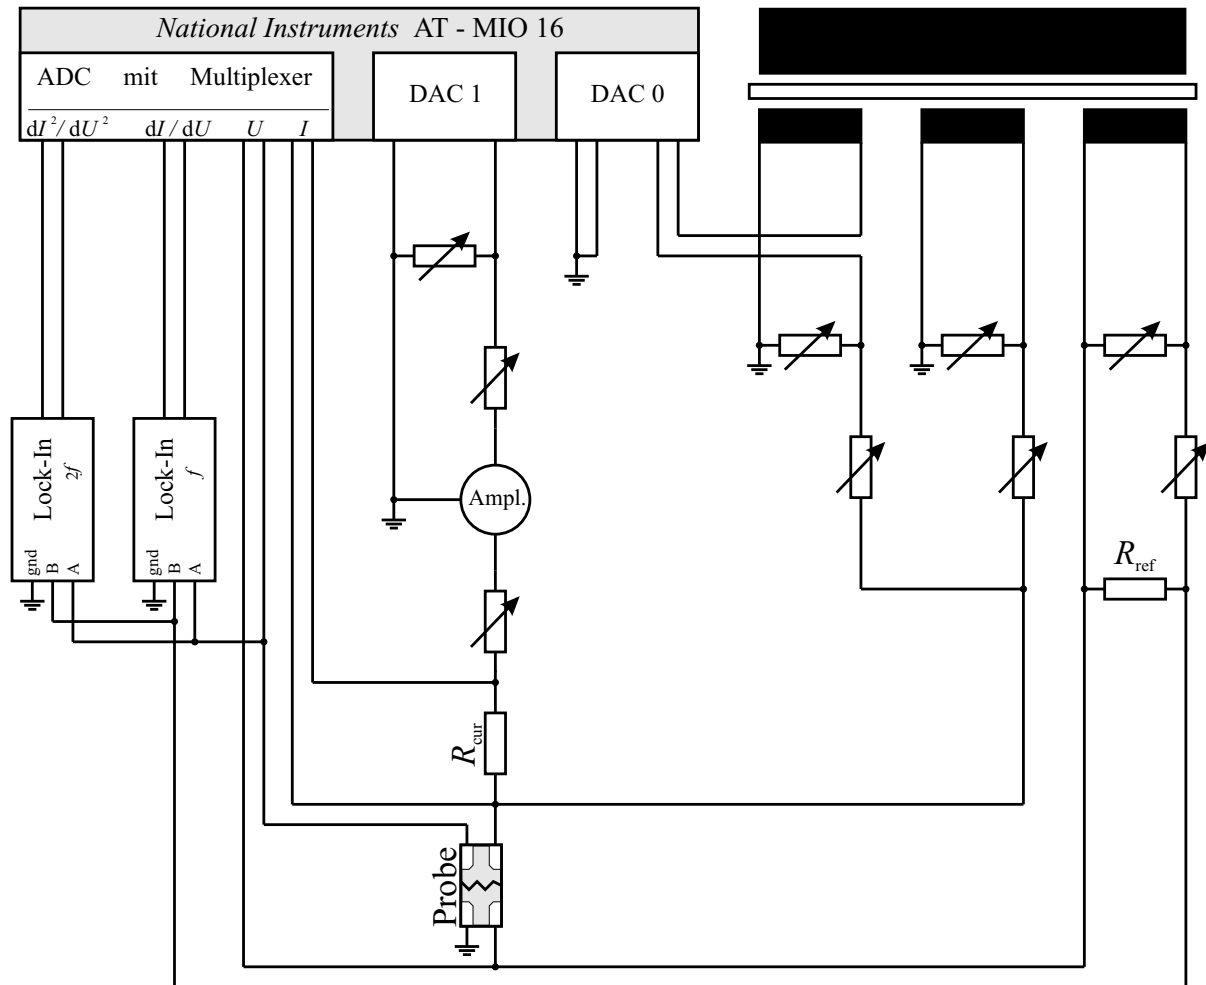 National Instruments AT - MIO 16
ADC mit Multiplexer
DAC 1
DAC 0
dI²/dU² dI/dU U I
Lock-In
2f
Lock-In
f
gnd
B
A
gnd
B
A
Ampl.
R_ref
R_cur
Probe